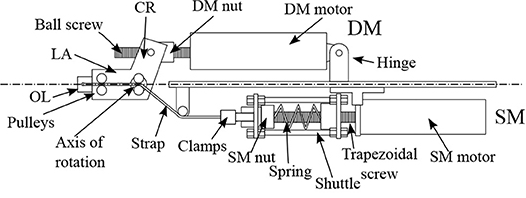 CR
DM nut
DM motor
DM
Ball screw
LA
Hinge
OL
Pulleys
SM
Axis of
rotation
Strap
Clamps
SM nut
Spring
Shuttle
Trapezoidal
screw
SM motor